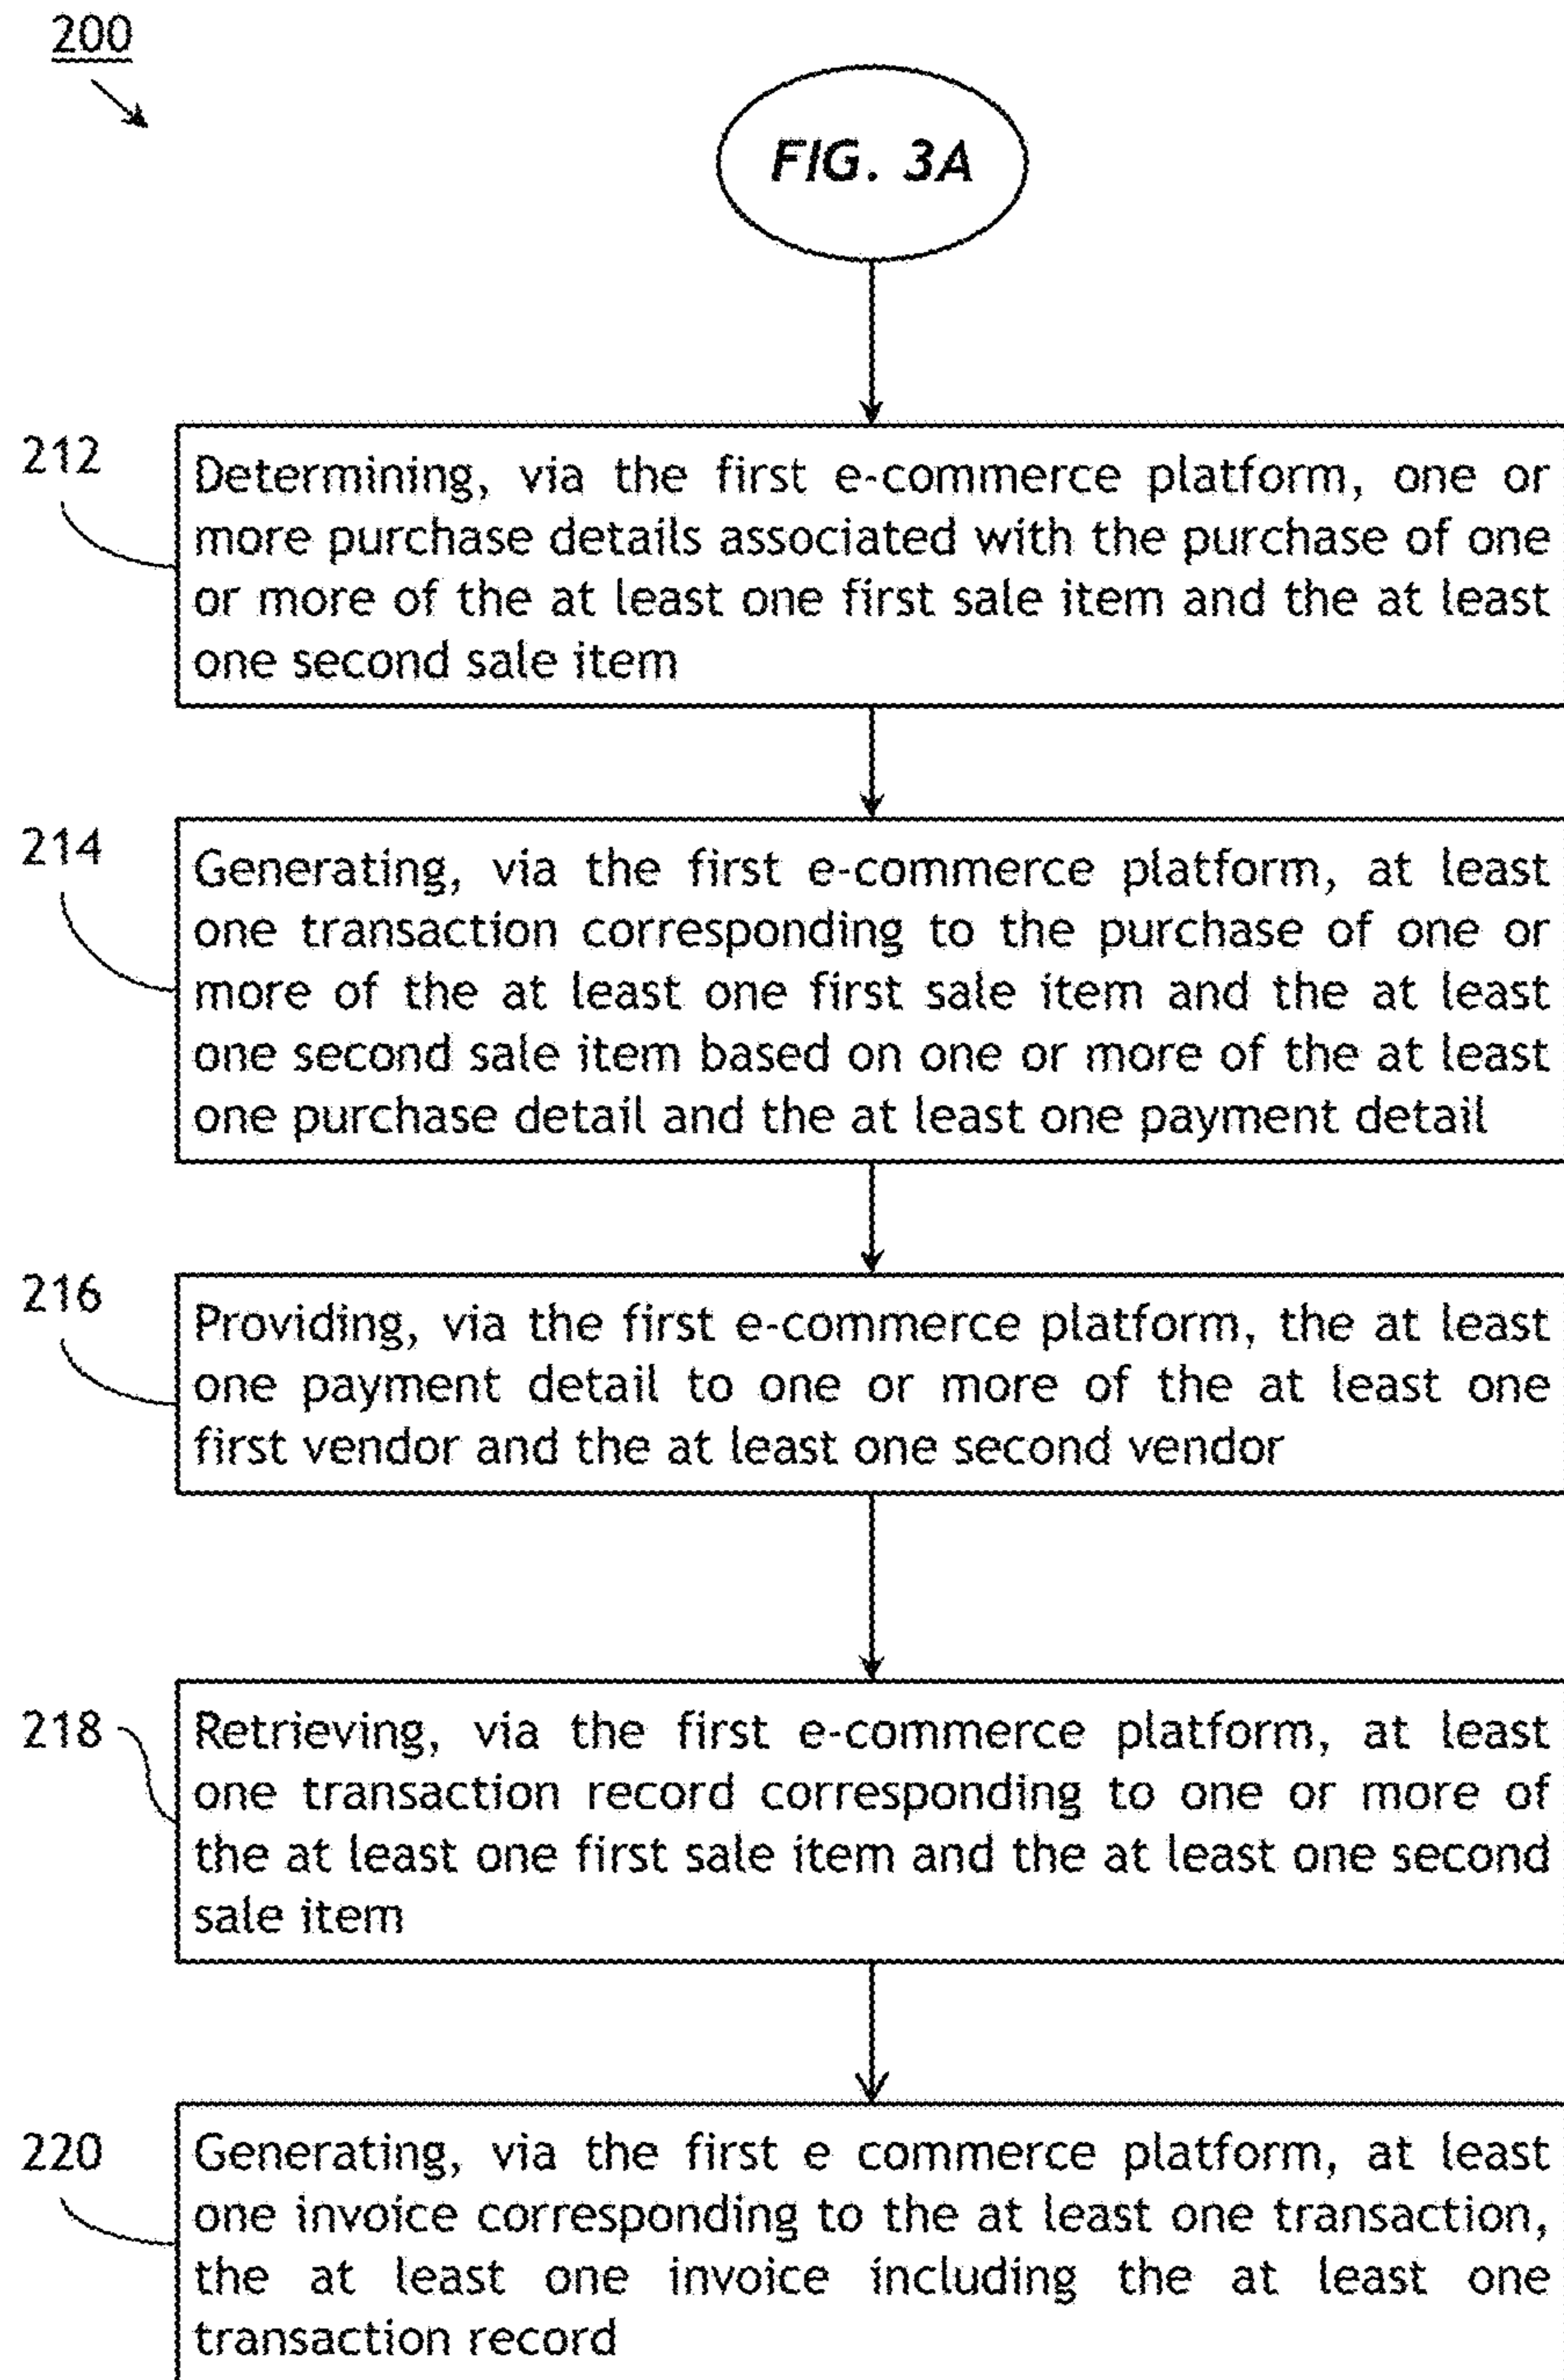 200
FIG. 3A
212
Determining, via the first e-commerce platform, one or
more purchase details associated with the purchase of one
or more of the at least one first sale item and the at least
one second sale item
214
Generating, via the first e-commerce platform, at least
one transaction corresponding to the purchase of one or
more of the at least one first sale item and the at least
one second sale item based on one or more of the at least
one purchase detail and the at least one payment detail
216
Providing, via the first e-commerce platform, the at least
one payment detail to one or more of the at least one
first vendor and the at least one second vendor
218
Retrieving, via the first e-commerce platform, at least
one transaction record corresponding to one or more of
the at least one first sale item and the at least one second
sale item
220
Generating, via the first e commerce platform, at least
one invoice corresponding to the at least one transaction,
the at least one invoice including the at least one
transaction record